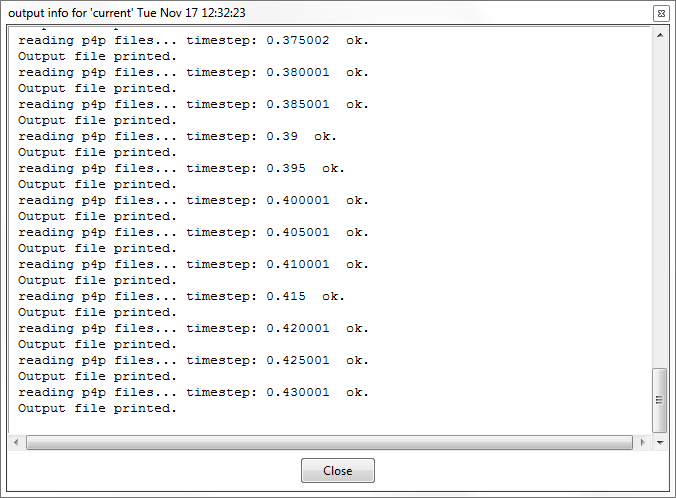 output info for 'current' Tue Nov 17 12:32:23
reading p4p files... timestep: 0.375002  ok.
Output file printed.
reading p4p files... timestep: 0.380001  ok.
Output file printed.
reading p4p files... timestep: 0.385001  ok.
Output file printed.
reading p4p files... timestep: 0.39  ok.
Output file printed.
reading p4p files... timestep: 0.395  ok.
Output file printed.
reading p4p files... timestep: 0.400001  ok.
Output file printed.
reading p4p files... timestep: 0.405001  ok.
Output file printed.
reading p4p files... timestep: 0.410001  ok.
Output file printed.
reading p4p files... timestep: 0.415  ok.
Output file printed.
reading p4p files... timestep: 0.420001  ok.
Output file printed.
reading p4p files... timestep: 0.425001  ok.
Output file printed.
reading p4p files... timestep: 0.430001  ok.
Output file printed.
Close